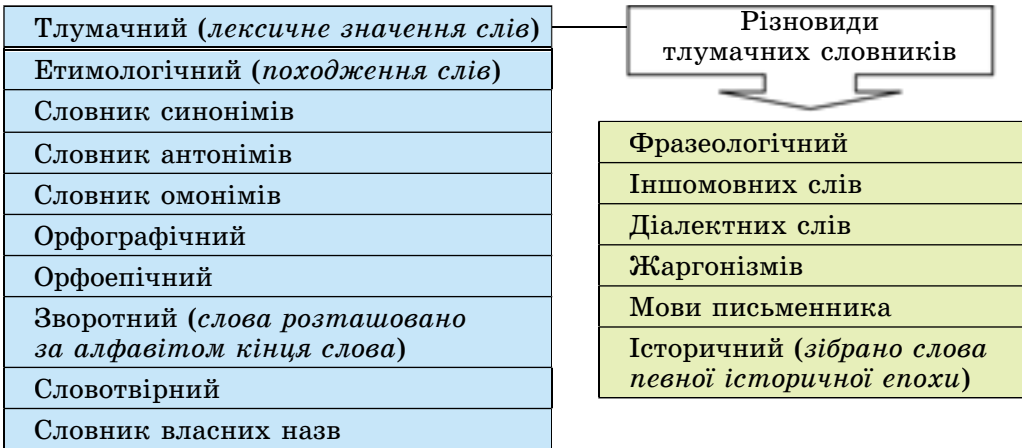 Тлумачний (лексичне значення слів)
Етимологічний (походження слів)
Словник синонімів
Словник антонімів
Словник омонімів
Орфографічний
Орфоепічний
Зворотний (слова розташовано
за алфавітом кінця слова)
Словотвірний
Словник власних назв
Різновиди
тлумачних словників
Фразеологічний
Іншомовних слів
Діалектних слів
Жаргонізмів
Мови письменника
Історичний (зібрано слова
певної історичної епохи)